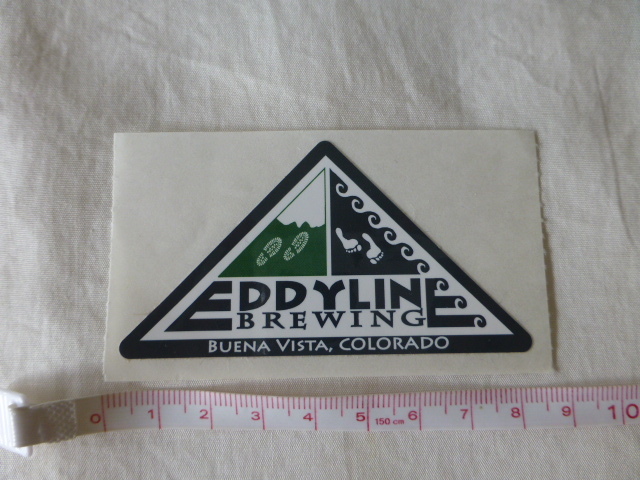 EDDYLINE
BREWING
BUENA VISTA, COLORADO
0 1 2 3 4 5 150 cm 6 7 8 9 10